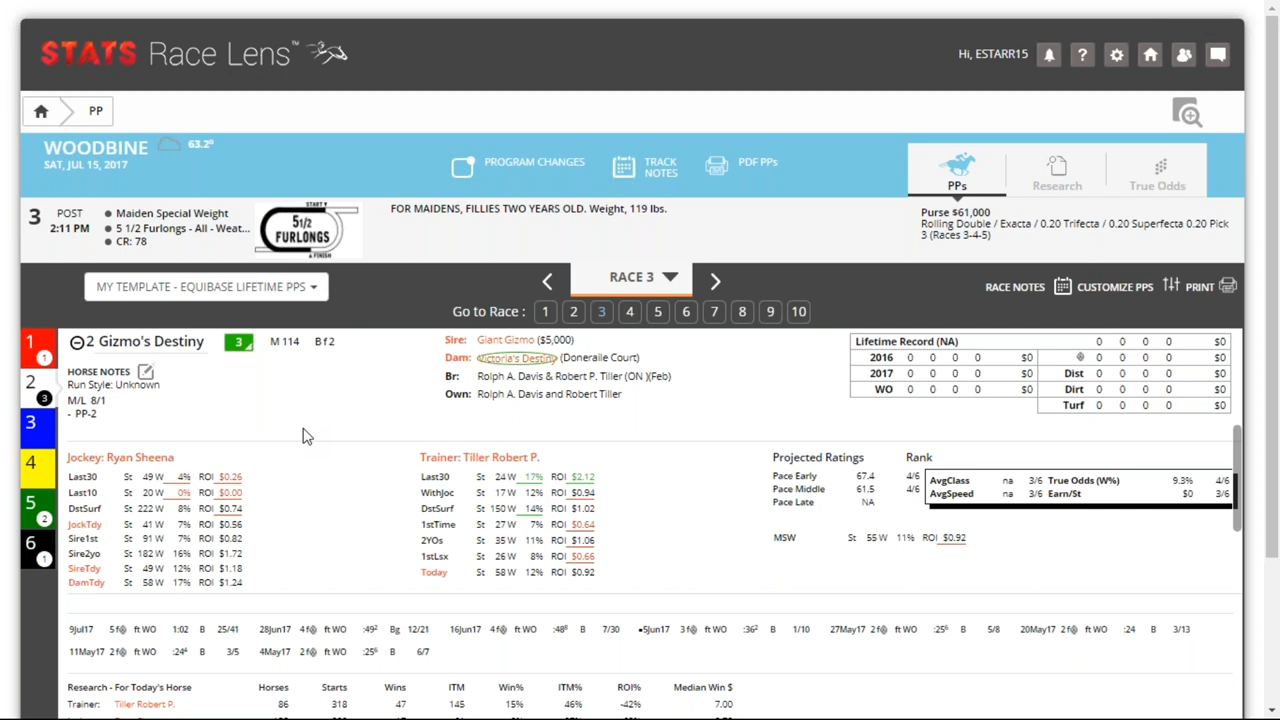 STATS Race Lens™
Hi, ESTARR15
?
PP
WOODBINE 63.2°
SAT, JUL 15, 2017
PROGRAM CHANGES
TRACK NOTES
PDF PPs
PPs
Research
True Odds
3 POST 2:11 PM
Maiden Special Weight
5 1/2 Furlongs - All - Weat...
CR: 78
START
5½ FURLONGS
FINISH
FOR MAIDENS, FILLIES TWO YEARS OLD. Weight, 119 lbs.
Purse $61,000
Rolling Double / Exacta / 0.20 Trifecta / 0.20 Superfecta 0.20 Pick
3 (Races 3-4-5)
MY TEMPLATE - EQUIBASE LIFETIME PPS
RACE 3
RACE NOTES CUSTOMIZE PPS PRINT
Go to Race : 1 2 3 4 5 6 7 8 9 10
1 1
2 3
3
4
5 2
6 1
2 Gizmo's Destiny 3 M 114 B f 2
HORSE NOTES
Run Style: Unknown
M/L 8/1
- PP-2
Sire: Giant Gizmo ($5,000)
Dam: Victoria's Destiny (Doneraile Court)
Br: Rolph A. Davis & Robert P. Tiller (ON )(Feb)
Own: Rolph A. Davis and Robert Tiller
Lifetime Record (NA) 0 0 0 0 $0
2016 0 0 0 0 $0 0 0 0 0 $0
2017 0 0 0 0 $0 Dist 0 0 0 0 $0
WO 0 0 0 0 $0 Dirt 0 0 0 0 $0
Turf 0 0 0 0 $0
Jockey: Ryan Sheena
Last30 St 49 W 4% ROI $0.26
Last10 St 20 W 0% ROI $0.00
DstSurf St 222 W 8% ROI $0.74
JockTdy St 41 W 7% ROI $0.56
Sire1st St 91 W 7% ROI $0.82
Sire2yo St 182 W 16% ROI $1.72
SireTdy St 49 W 12% ROI $1.18
DamTdy St 58 W 17% ROI $1.24
Trainer: Tiller Robert P.
Last30 St 24 W 17% ROI $2.12
WithJoc St 17 W 12% ROI $0.94
DstSurf St 150 W 14% ROI $1.02
1stTime St 27 W 7% ROI $0.64
2YOs St 35 W 11% ROI $1.06
1stLsx St 26 W 8% ROI $0.66
Today St 58 W 12% ROI $0.92
Projected Ratings Rank
Pace Early 67.4 4/6
Pace Middle 61.5 4/6
Pace Late NA
AvgClass na 3/6 True Odds (W%) 9.3% 4/6
AvgSpeed na 3/6 Earn/St $0 3/6
MSW St 55 W 11% ROI $0.92
9Jul17 5f ft WO 1:02 B 25/41 28Jun17 4f ft WO :49² Bg 12/21 16Jun17 4f ft WO :48⁸ B 7/30 •5Jun17 3f ft WO :36² B 1/10 27May17 2f ft WO :25⁶ B 5/8 20May17 2f ft WO :24 B 3/13
11May17 2f ft WO :24⁶ B 3/5 4May17 2f ft WO :25⁶ B 6/7
Research - For Today's Horse Horses Starts Wins ITM Win% ITM% ROI% Median Win $
Trainer: Tiller Robert P. 86 318 47 145 15% 46% -42% 7.00